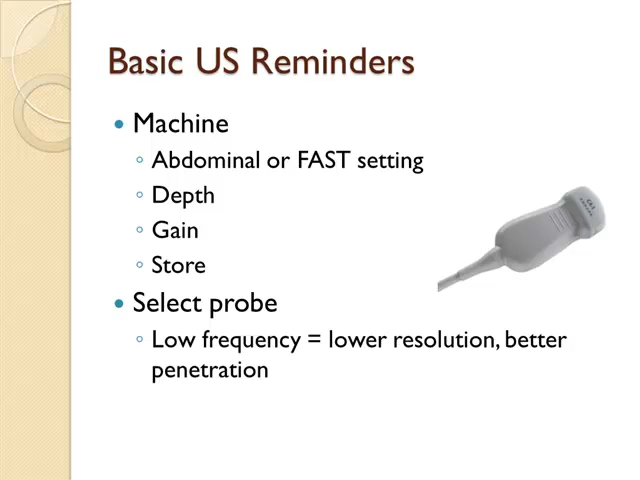 Basic US Reminders
• Machine
◦ Abdominal or FAST setting
◦ Depth
◦ Gain
◦ Store
• Select probe
◦ Low frequency = lower resolution, better
penetration